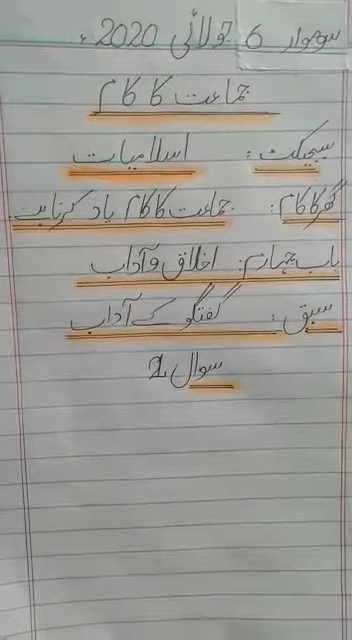 سوموار 6 جولائی 2020ء
جماعت کا کام
سبجیکٹ: اسلامیات
گھر کا کام: جماعت کا کام یاد کرنا ہے۔
باب چہارم: اخلاق و آداب
سبق: گفتگو کے آداب
سوال 1